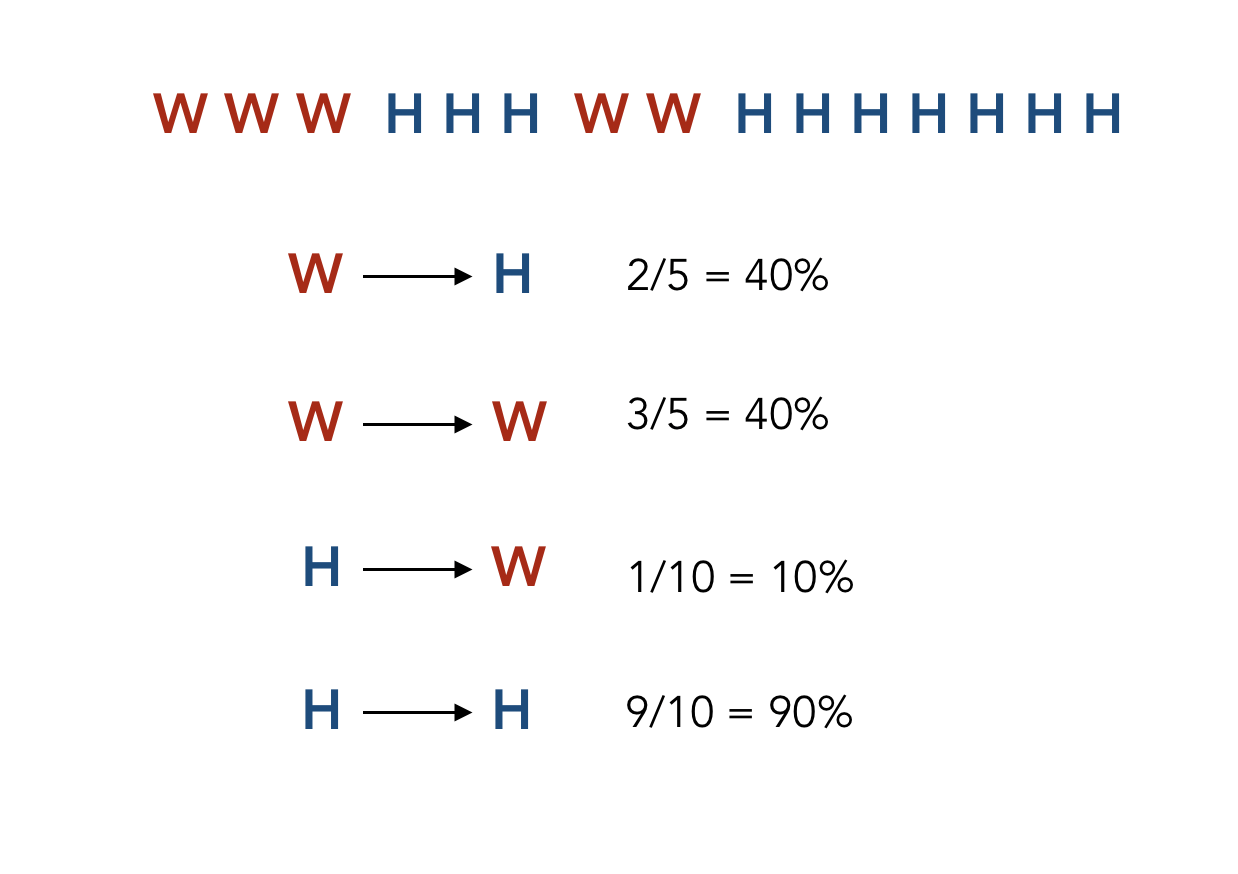 W W W H H H W W H H H H H H H
W H 2/5 = 40%
W W 3/5 = 40%
H W 1/10 = 10%
H H 9/10 = 90%